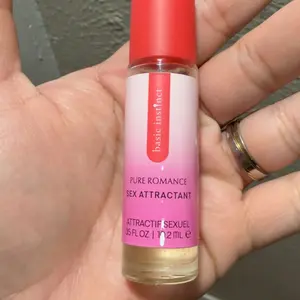 basic instinct
PURE ROMANCE
SEX ATTRACTANT
ATTRACTIF SEXUEL
.35 FL OZ | 10.2 mL e